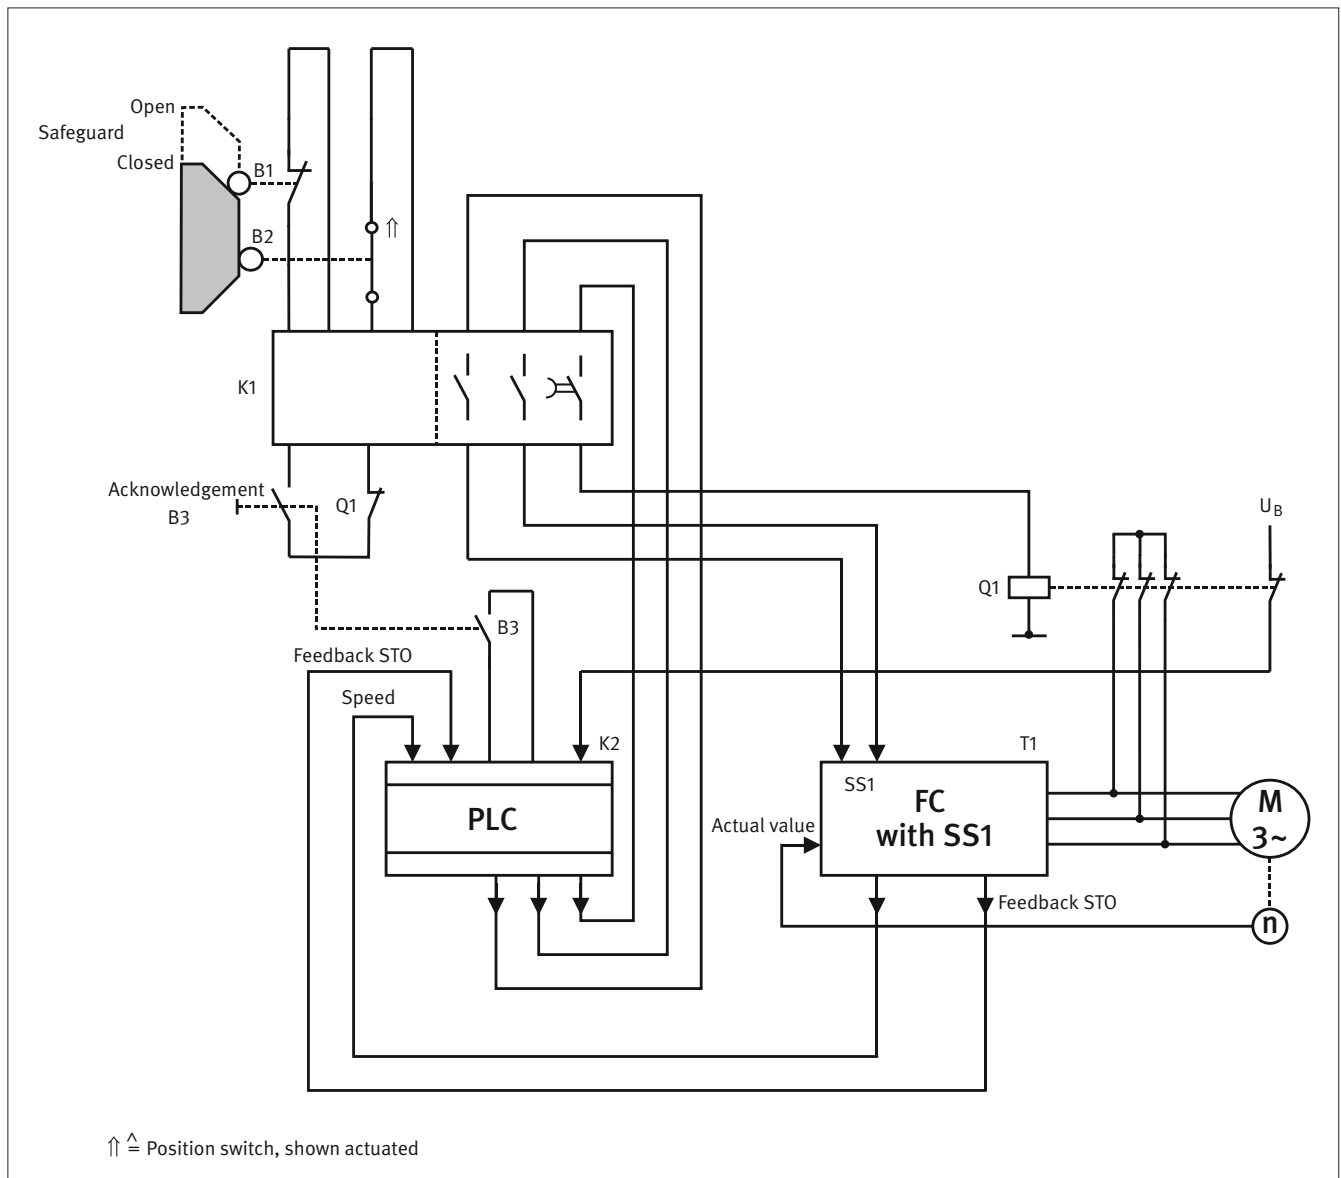 Open
Safeguard
Closed
B1
B2
⇑
K1
Acknowledgement
B3
Q1
U_B
Q1
B3
Feedback STO
Speed
K2
T1
PLC
SS1
FC
with SS1
M
3~
Actual value
Feedback STO
n
⇑ ≙ Position switch, shown actuated